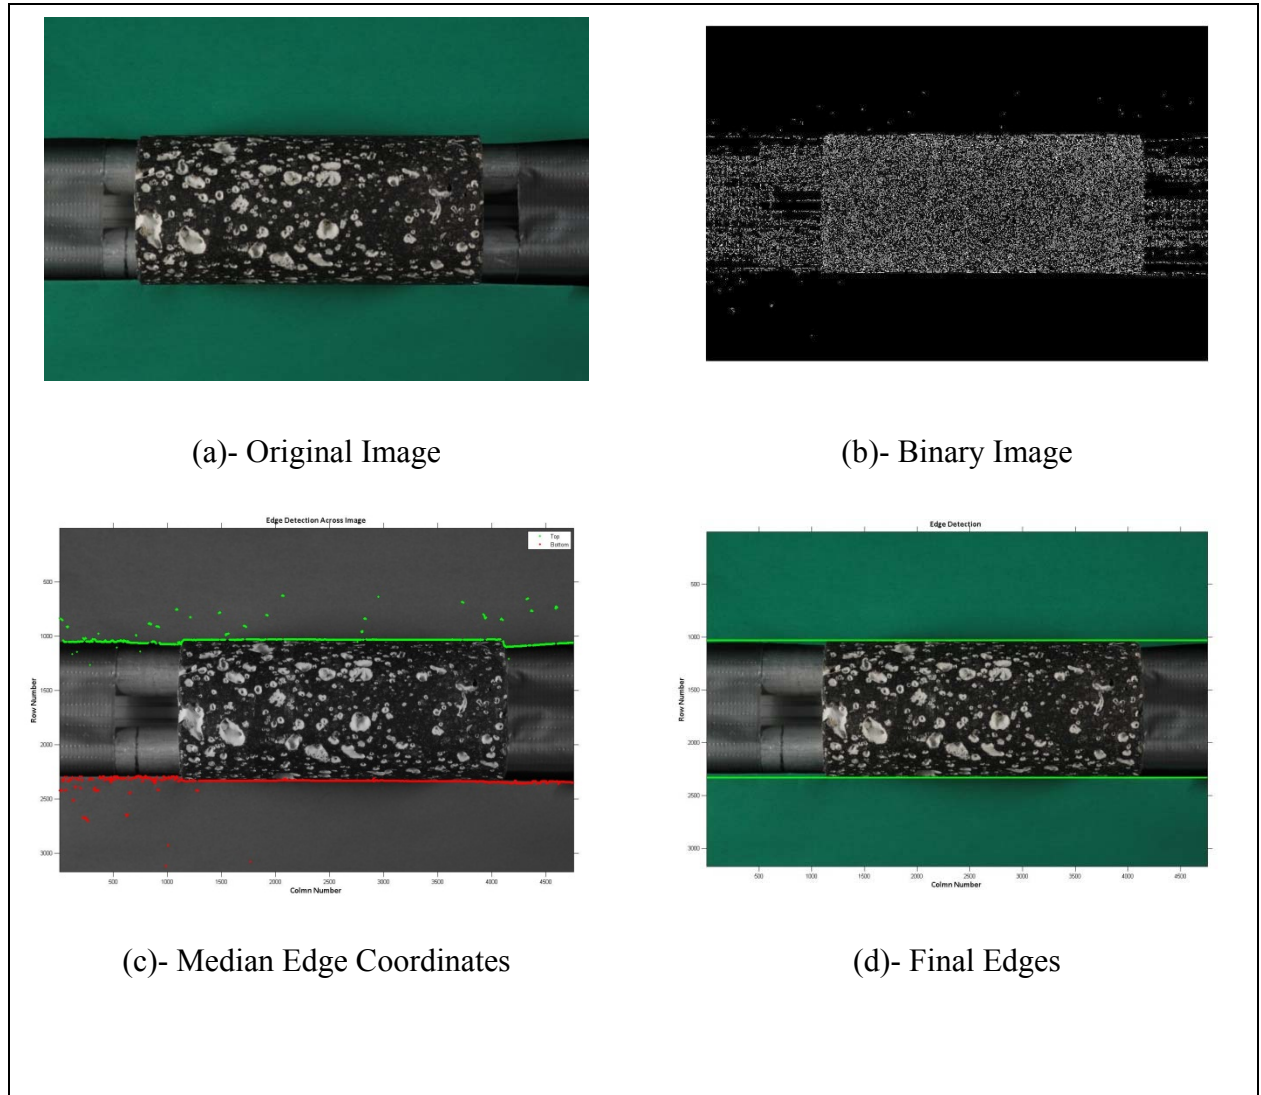 (a)- Original Image
(b)- Binary Image
Edge Detection Across Image
Top
Bottom
500
1000
1500
2000
2500
3000
Row Number
500 1000 1500 2000 2500 3000 3500 4000 4500
Colmn Number
Edge Detection
500
1000
1500
2000
2500
3000
Row Number
500 1000 1500 2000 2500 3000 3500 4000 4500
Colmn Number
(c)- Median Edge Coordinates
(d)- Final Edges